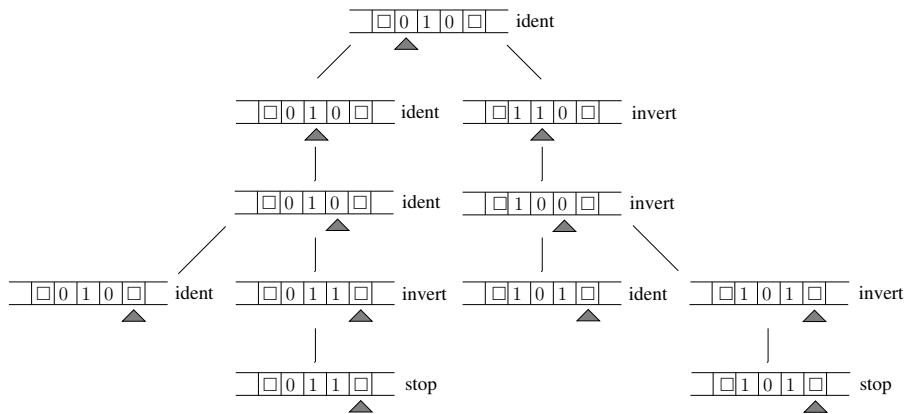 □ 0 1 0 □ ident
□ 0 1 0 □ ident □ 1 1 0 □ invert
□ 0 1 0 □ ident □ 1 0 0 □ invert
□ 0 1 0 □ ident □ 0 1 1 □ invert □ 1 0 1 □ ident □ 1 0 1 □ invert
□ 0 1 1 □ stop □ 1 0 1 □ stop